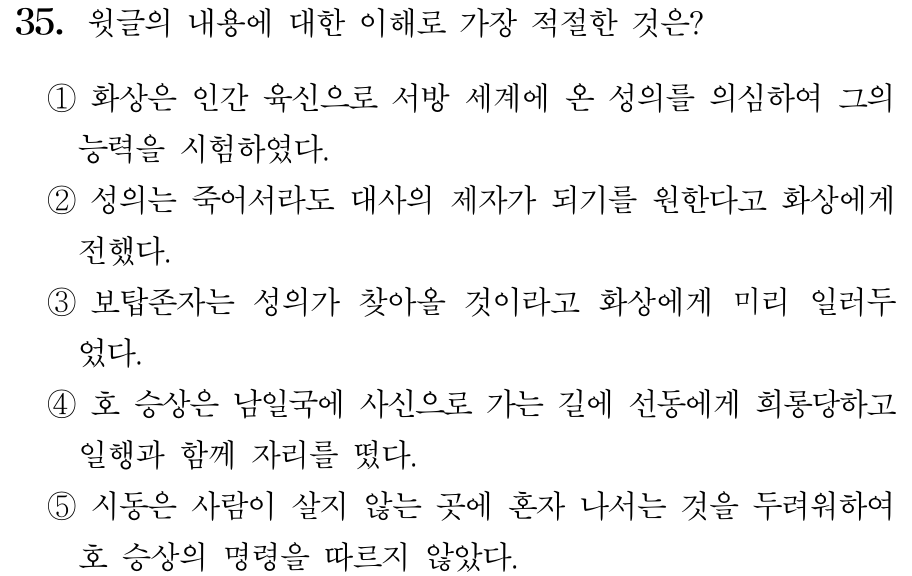 35. 윗글의 내용에 대한 이해로 가장 적절한 것은?
① 화상은 인간 육신으로 서방 세계에 온 성의를 의심하여 그의
능력을 시험하였다.
② 성의는 죽어서라도 대사의 제자가 되기를 원한다고 화상에게
전했다.
③ 보탑존자는 성의가 찾아올 것이라고 화상에게 미리 일러두
었다.
④ 호 승상은 남일국에 사신으로 가는 길에 선동에게 희롱당하고
일행과 함께 자리를 떴다.
⑤ 시동은 사람이 살지 않는 곳에 혼자 나서는 것을 두려워하여
호 승상의 명령을 따르지 않았다.